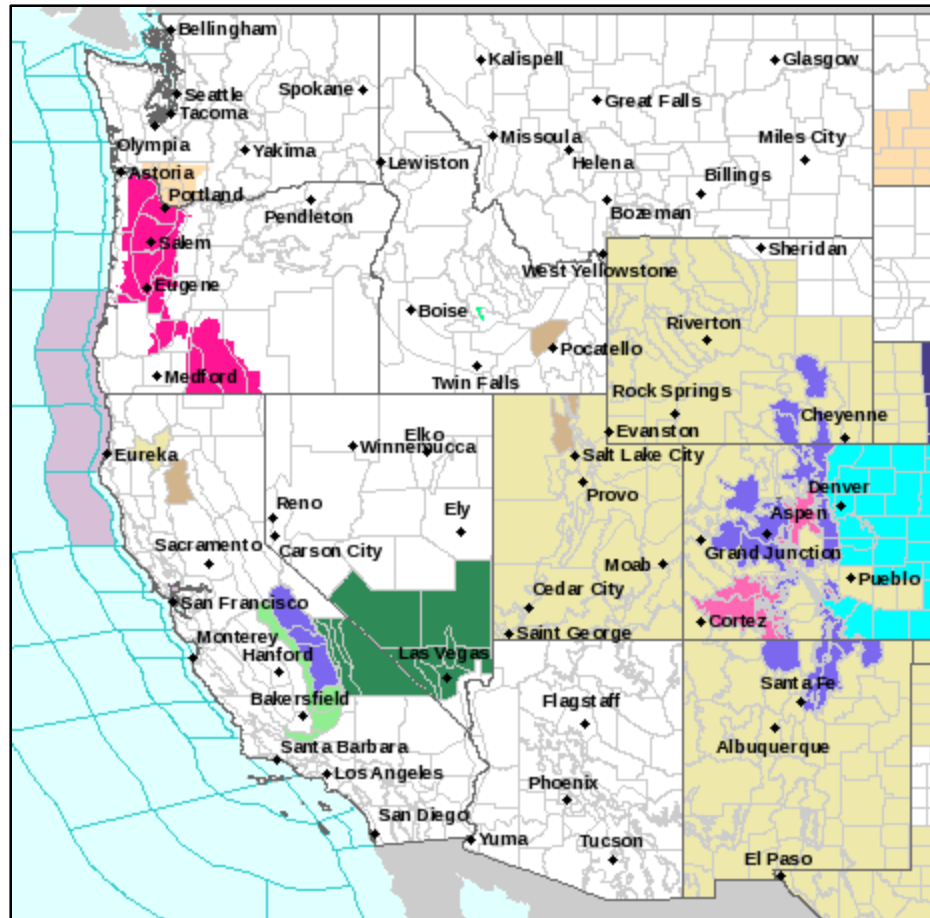 Bellingham
Kalispell
Glasgow
Seattle
Spokane
Great Falls
Tacoma
Missoula
Miles City
Olympia
Yakima
Helena
Lewiston
Astoria
Billings
Portland
Pendleton
Bozeman
Salem
Sheridan
West Yellowstone
Eugene
Boise
Riverton
Pocatello
Medford
Twin Falls
Rock Springs
Cheyenne
Elko
Evanston
Winnemucca
Eureka
Salt Lake City
Denver
Provo
Reno
Ely
Aspen
Sacramento
Carson City
Grand Junction
Moab
Pueblo
San Francisco
Cedar City
Cortez
Monterey
Saint George
Hanford
Las Vegas
Santa Fe
Bakersfield
Flagstaff
Santa Barbara
Albuquerque
Los Angeles
Phoenix
San Diego
Yuma
Tucson
El Paso